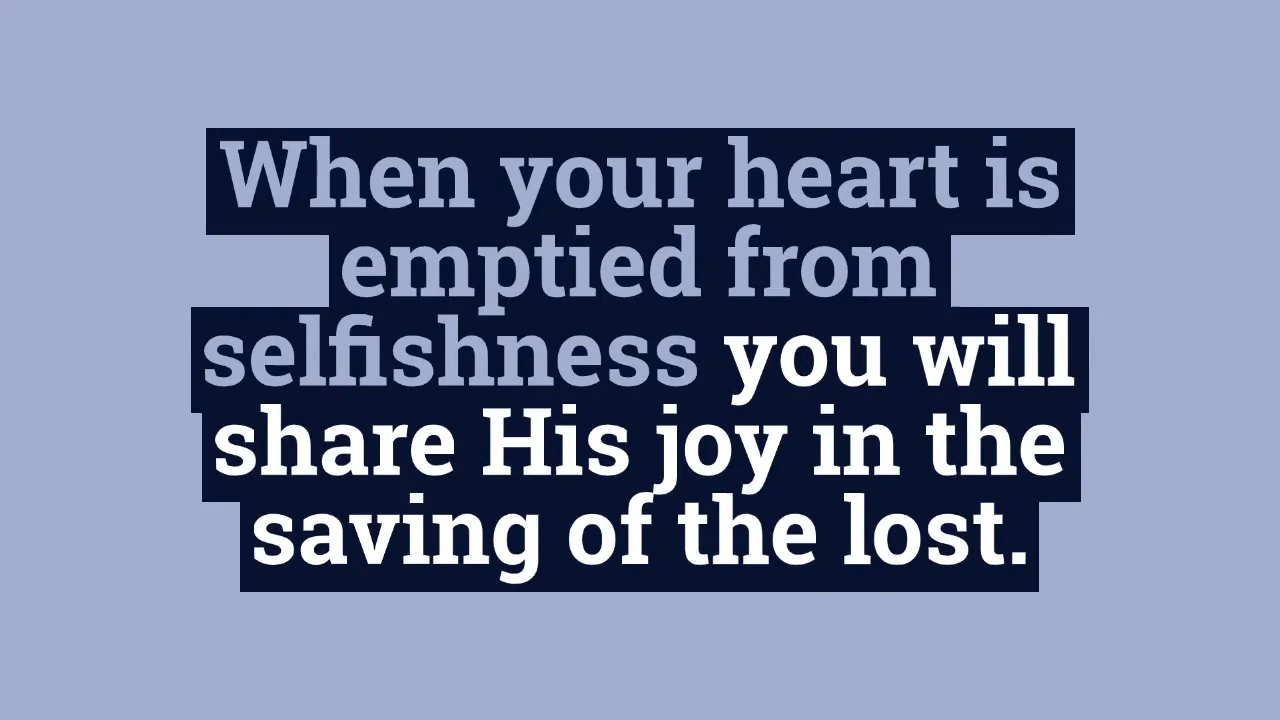 When your heart is
emptied from
selfishness you will
share His joy in the
saving of the lost.